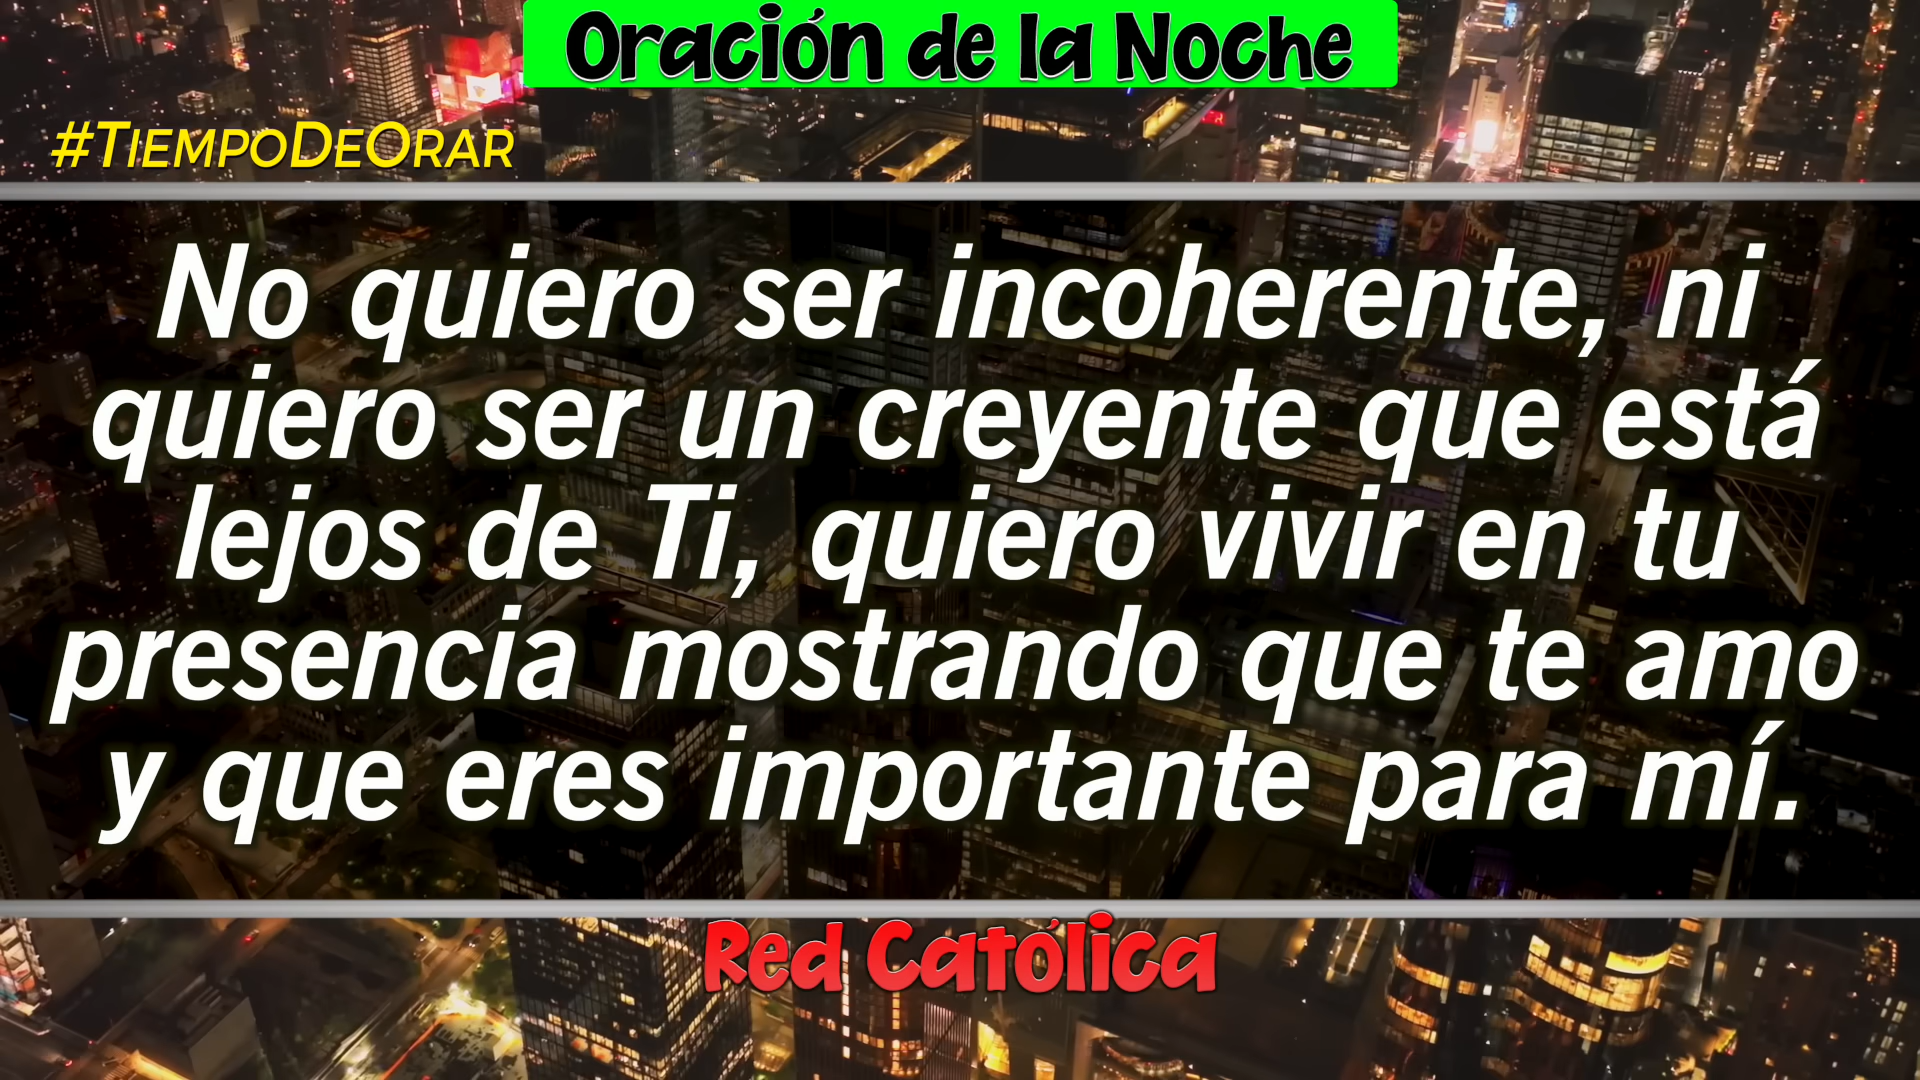 Oración de la Noche
#TiempoDeOrar
No quiero ser incoherente, ni
quiero ser un creyente que está
lejos de Ti, quiero vivir en tu
presencia mostrando que te amo
y que eres importante para mí.
Red Católica